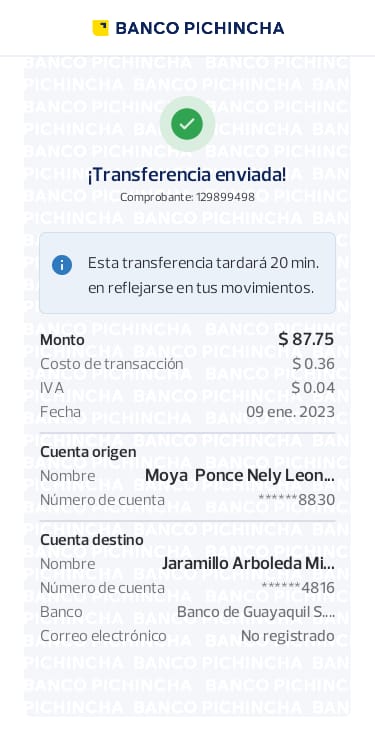 BANCO PICHINCHA
¡Transferencia enviada!
Comprobante: 129899498
Esta transferencia tardará 20 min.
en reflejarse en tus movimientos.
Monto $ 87.75
Costo de transacción $ 0.36
IVA $ 0.04
Fecha 09 ene. 2023
Cuenta origen
Nombre Moya Ponce Nely Leon...
Número de cuenta ******8830
Cuenta destino
Nombre Jaramillo Arboleda Mi...
Número de cuenta ******4816
Banco Banco de Guayaquil S....
Correo electrónico No registrado